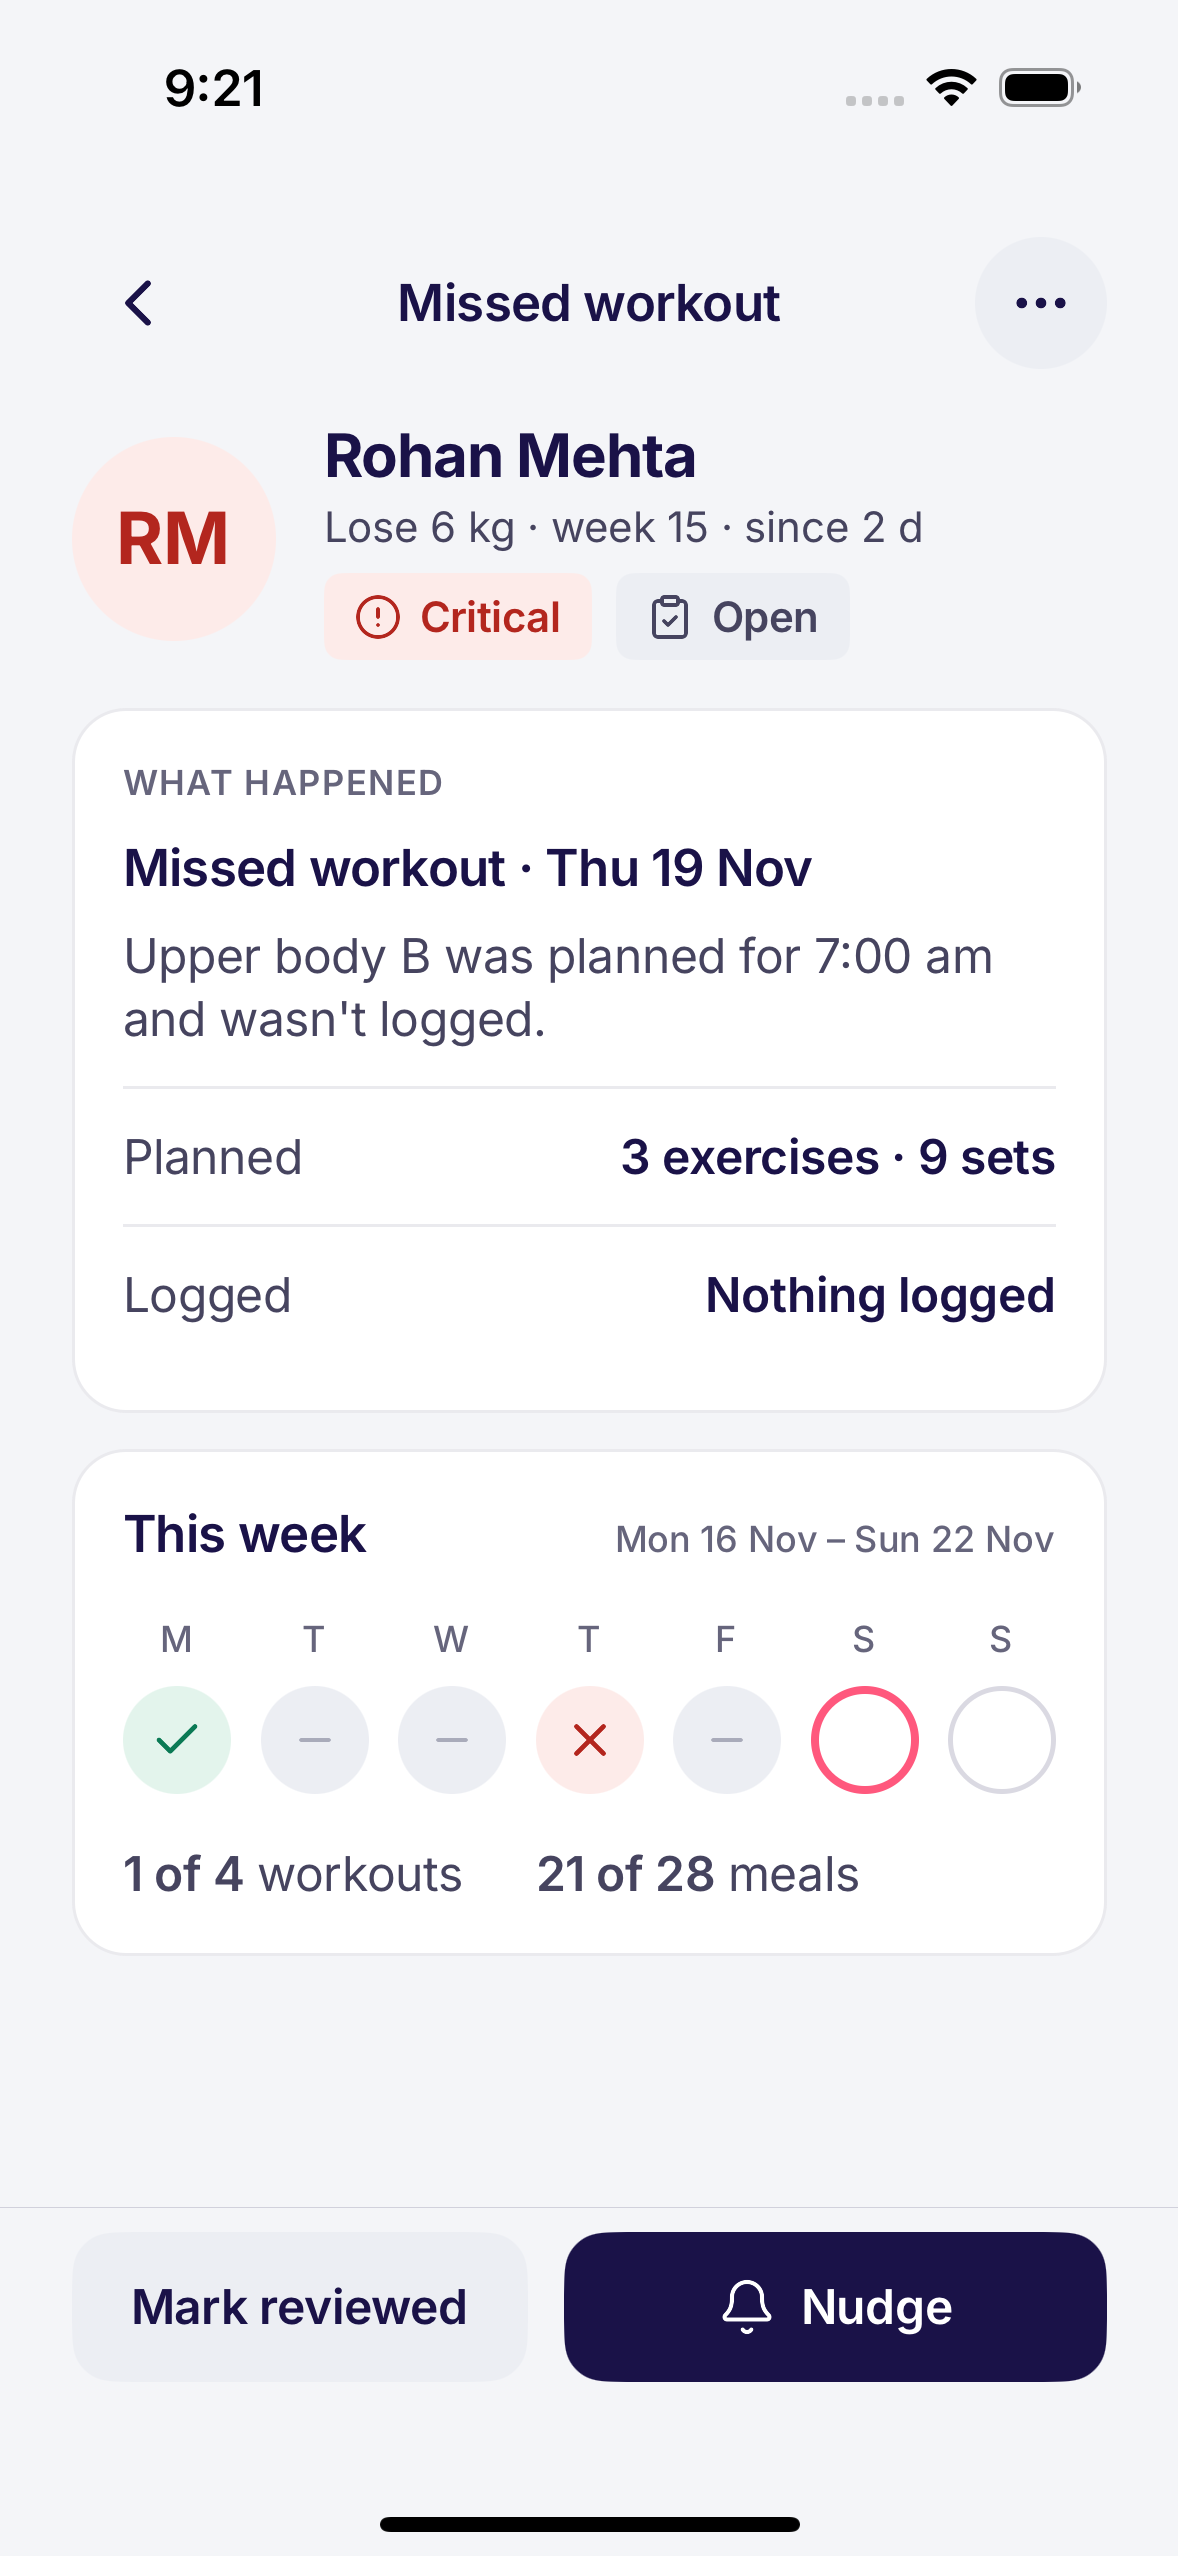 9:21
Missed workout
RM
Rohan Mehta
Lose 6 kg · week 15 · since 2 d
Critical
Open
WHAT HAPPENED
Missed workout · Thu 19 Nov
Upper body B was planned for 7:00 am
and wasn't logged.
Planned 3 exercises · 9 sets
Logged Nothing logged
This week Mon 16 Nov – Sun 22 Nov
M T W T F S S
1 of 4 workouts 21 of 28 meals
Mark reviewed
Nudge